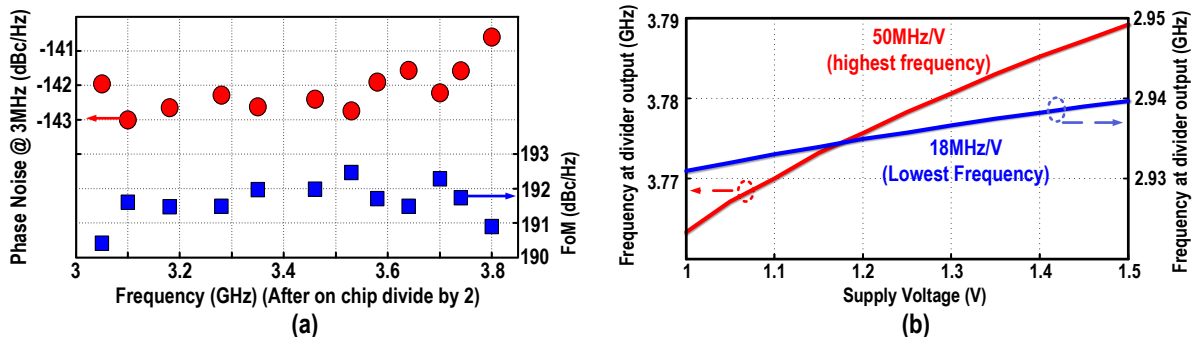 Phase Noise @ 3MHz (dBc/Hz)
-141
-142
-143
193
192
191
190
FoM (dBc/Hz)
3
3.2
3.4
3.6
3.8
Frequency (GHz) (After on chip divide by 2)
(a)
Frequency at divider output (GHz)
3.79
3.78
3.77
50MHz/V
(highest frequency)
18MHz/V
(Lowest Frequency)
2.95
2.94
2.93
Frequency at divider output (GHz)
1
1.1
1.2
1.3
1.4
1.5
Supply Voltage (V)
(b)